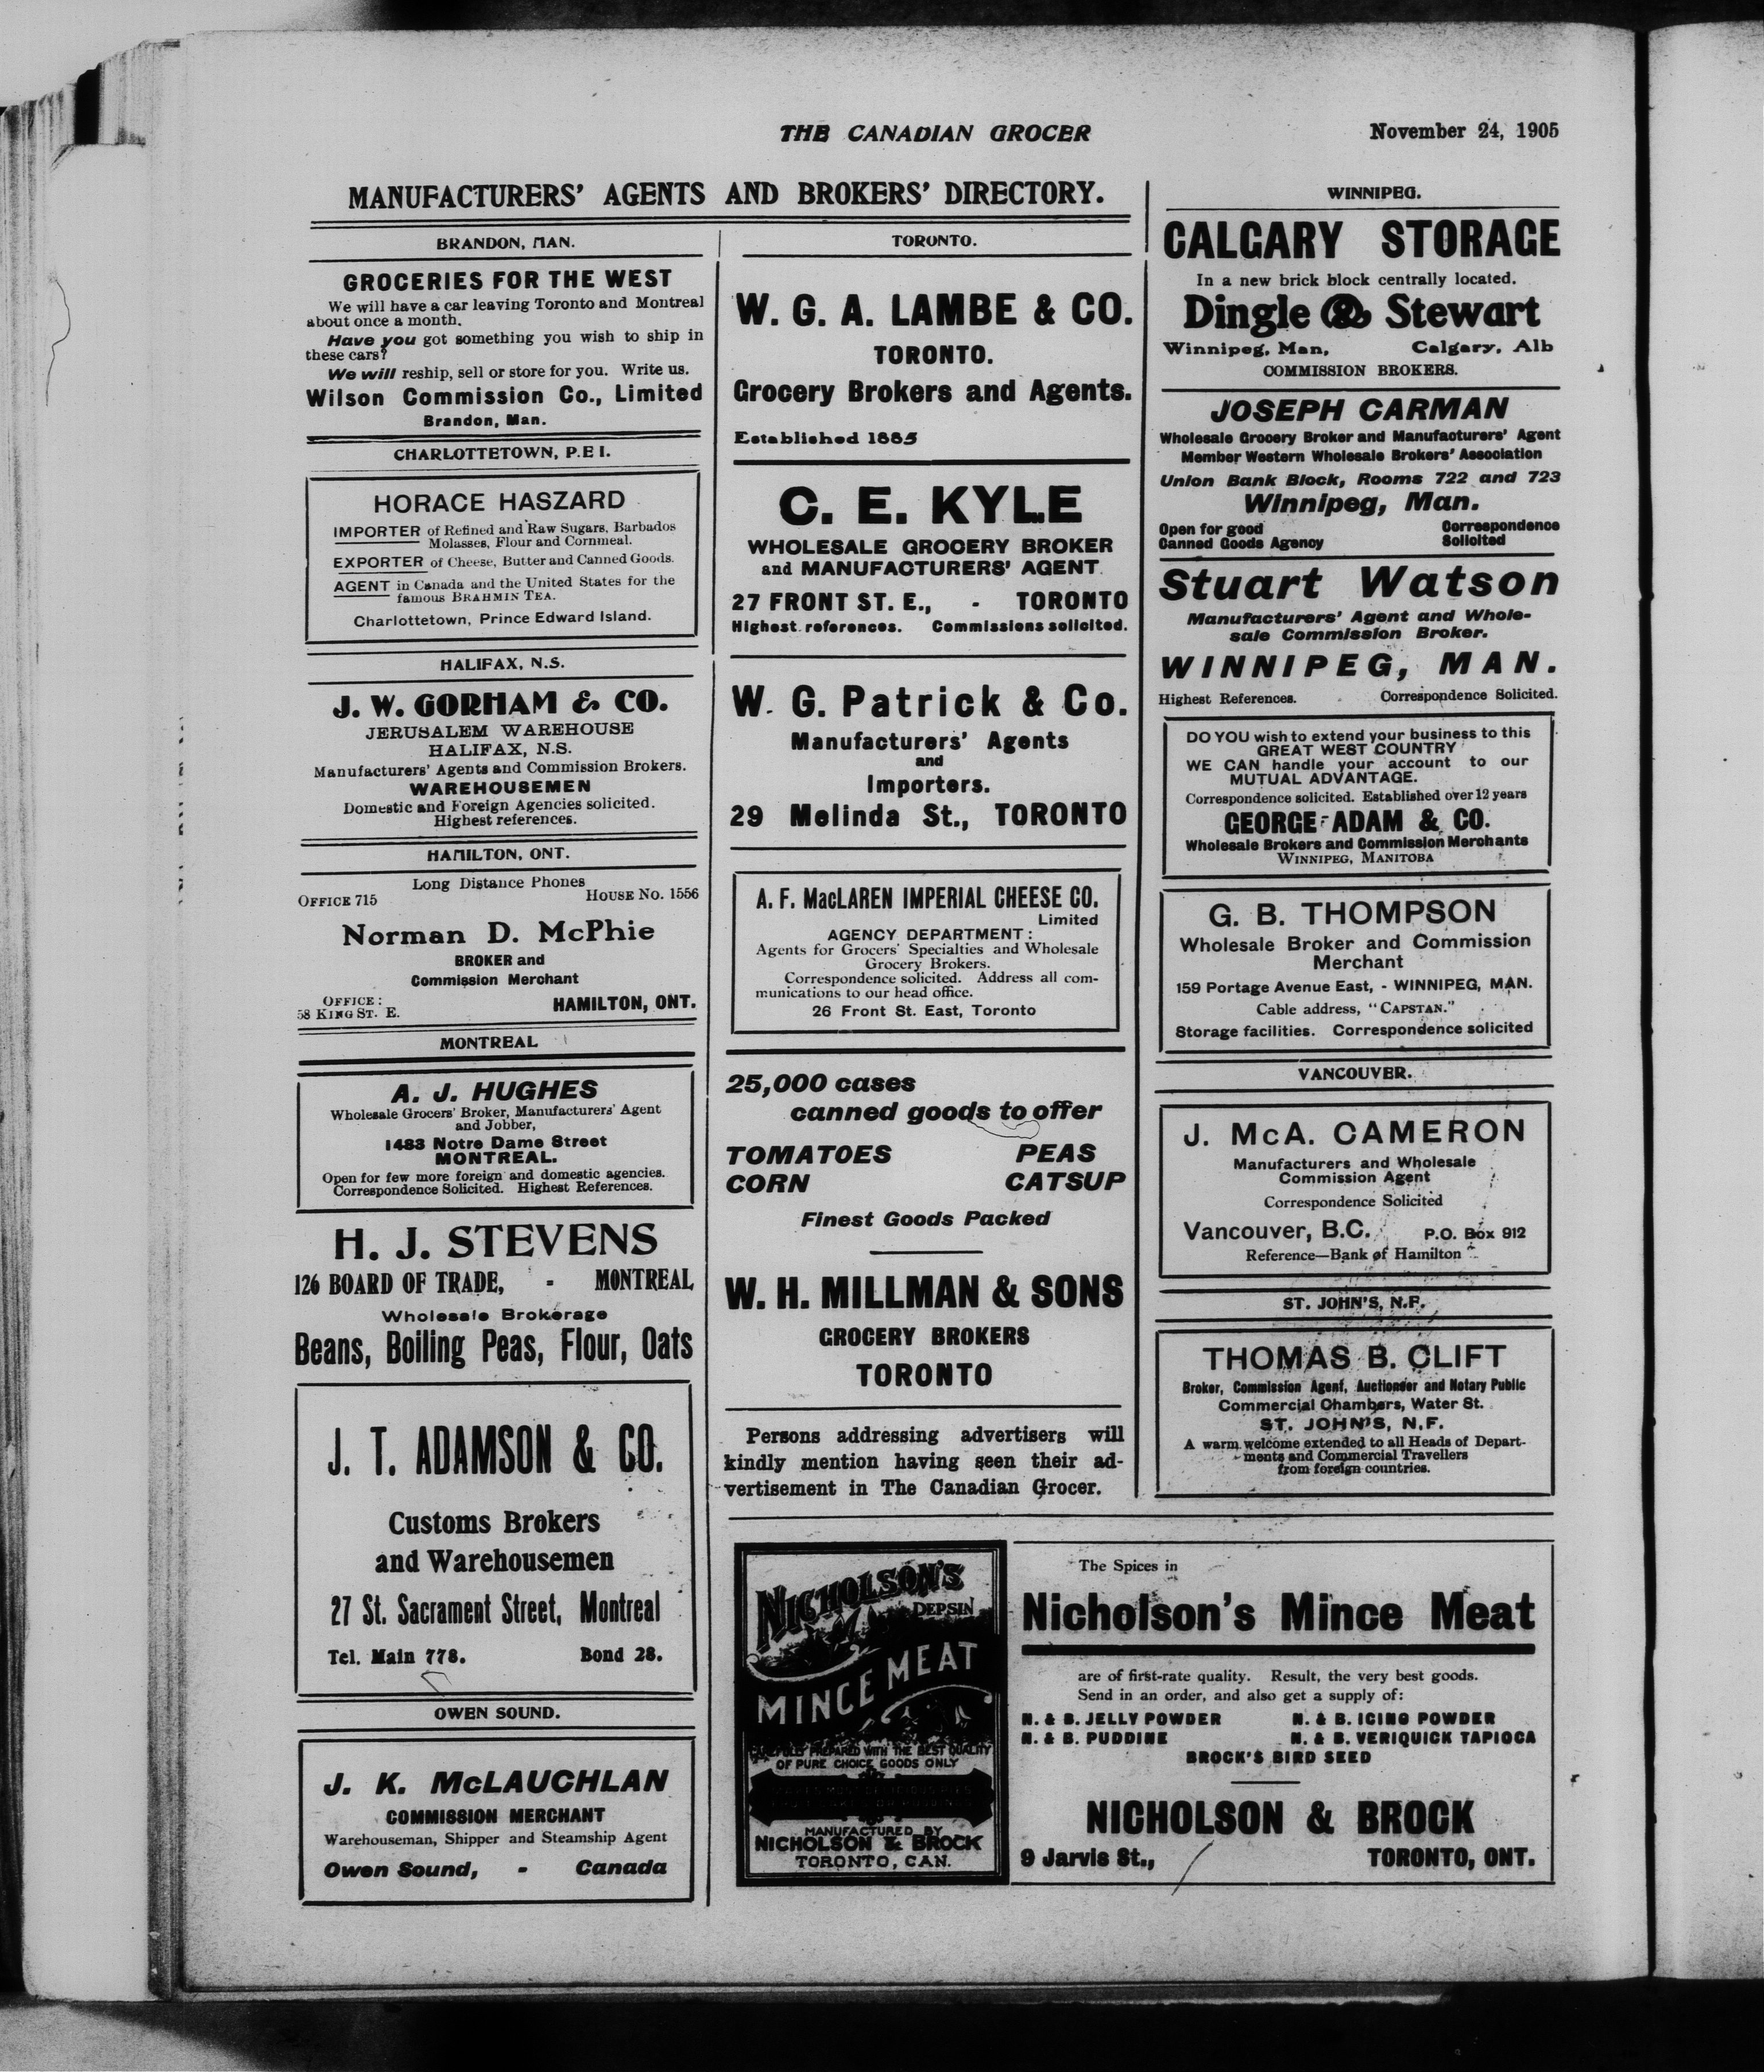 THE CANADIAN GROCER
November 24, 1905
MANUFACTURERS' AGENTS AND BROKERS' DIRECTORY.
BRANDON, MAN.
GROCERIES FOR THE WEST
We will have a car leaving Toronto and Montreal
about once a month.
Have you got something you wish to ship in
these cars?
We will reship, sell or store for you. Write us.
Wilson Commission Co., Limited
Brandon, Man.
CHARLOTTETOWN, P.E I.
HORACE HASZARD
IMPORTER of Refined and Raw Sugars, Barbados
Molasses, Flour and Cornmeal.
EXPORTER of Cheese, Butter and Canned Goods.
AGENT in Canada and the United States for the
famous BRAHMIN TEA.
Charlottetown, Prince Edward Island.
HALIFAX, N.S.
J. W. GORHAM & CO.
JERUSALEM WAREHOUSE
HALIFAX, N.S.
Manufacturers' Agents and Commission Brokers.
WAREHOUSEMEN
Domestic and Foreign Agencies solicited.
Highest references.
HAMILTON, ONT.
Long Distance Phones
OFFICE 715 HOUSE NO. 1556
Norman D. McPhie
BROKER and
Commission Merchant
OFFICE:
58 KING ST. E. HAMILTON, ONT.
MONTREAL
A. J. HUGHES
Wholesale Grocers' Broker, Manufacturers' Agent
and Jobber,
1483 Notre Dame Street
MONTREAL.
Open for few more foreign and domestic agencies.
Correspondence Solicited. Highest References.
H. J. STEVENS
126 BOARD OF TRADE, - MONTREAL
Wholesale Brokerage
Beans, Boiling Peas, Flour, Oats
J. T. ADAMSON & CO.
Customs Brokers
and Warehousemen
27 St. Sacrament Street, Montreal
Tel. Main 778. Bond 28.
OWEN SOUND.
J. K. McLAUCHLAN
COMMISSION MERCHANT
Warehouseman, Shipper and Steamship Agent
Owen Sound, - Canada
TORONTO.
W. G. A. LAMBE & CO.
TORONTO.
Grocery Brokers and Agents.
Established 1885
C. E. KYLE
WHOLESALE GROCERY BROKER
and MANUFACTURERS' AGENT
27 FRONT ST. E., - TORONTO
Highest references. Commissions solicited.
W. G. Patrick & Co.
Manufacturers' Agents
and
Importers.
29 Melinda St., TORONTO
A. F. MacLAREN IMPERIAL CHEESE CO.
Limited
AGENCY DEPARTMENT:
Agents for Grocers' Specialties and Wholesale
Grocery Brokers.
Correspondence solicited. Address all com-
munications to our head office.
26 Front St. East, Toronto
25,000 cases
canned goods to offer
TOMATOES PEAS
CORN CATSUP
Finest Goods Packed
W. H. MILLMAN & SONS
GROCERY BROKERS
TORONTO
Persons addressing advertisers will
kindly mention having seen their ad-
vertisement in The Canadian Grocer.
WINNIPEG.
CALGARY STORAGE
In a new brick block centrally located.
Dingle & Stewart
Winnipeg, Man, Calgary, Alb
COMMISSION BROKERS.
JOSEPH CARMAN
Wholesale Grocery Broker and Manufacturers' Agent
Member Western Wholesale Brokers' Association
Union Bank Block, Rooms 722 and 723
Winnipeg, Man.
Open for good Correspondence
Canned Goods Agency Solicited
Stuart Watson
Manufacturers' Agent and Whole-
sale Commission Broker.
WINNIPEG, MAN.
Highest References. Correspondence Solicited.
DO YOU wish to extend your business to this
GREAT WEST COUNTRY
WE CAN handle your account to our
MUTUAL ADVANTAGE.
Correspondence solicited. Established over 12 years
GEORGE ADAM & CO.
Wholesale Brokers and Commission Merchants
WINNIPEG, MANITOBA
G. B. THOMPSON
Wholesale Broker and Commission
Merchant
159 Portage Avenue East, - WINNIPEG, MAN.
Cable address, "CAPSTAN."
Storage facilities. Correspondence solicited
VANCOUVER.
J. McA. CAMERON
Manufacturers and Wholesale
Commission Agent
Correspondence Solicited
Vancouver, B.C. P.O. Box 912
Reference—Bank of Hamilton
ST. JOHN'S, N.F.
THOMAS B. CLIFT
Broker, Commission Agent, Auctioneer and Notary Public
Commercial Chambers, Water St.
ST. JOHN'S, N.F.
A warm welcome extended to all Heads of Depart-
ments and Commercial Travellers
from foreign countries.
NICHOLSON'S
DEPSIN
MINCE MEAT
CAREFULLY PREPARED WITH THE BEST QUALITY
OF PURE CHOICE GOODS ONLY
MANUFACTURED BY
NICHOLSON & BROCK
TORONTO, CAN.
The Spices in
Nicholson's Mince Meat
are of first-rate quality. Result, the very best goods.
Send in an order, and also get a supply of:
N. & B. JELLY POWDER N. & B. ICING POWDER
N. & B. PUDDINE N. & B. VERIQUICK TAPIOCA
BROCK'S BIRD SEED
NICHOLSON & BROCK
9 Jarvis St., TORONTO, ONT.